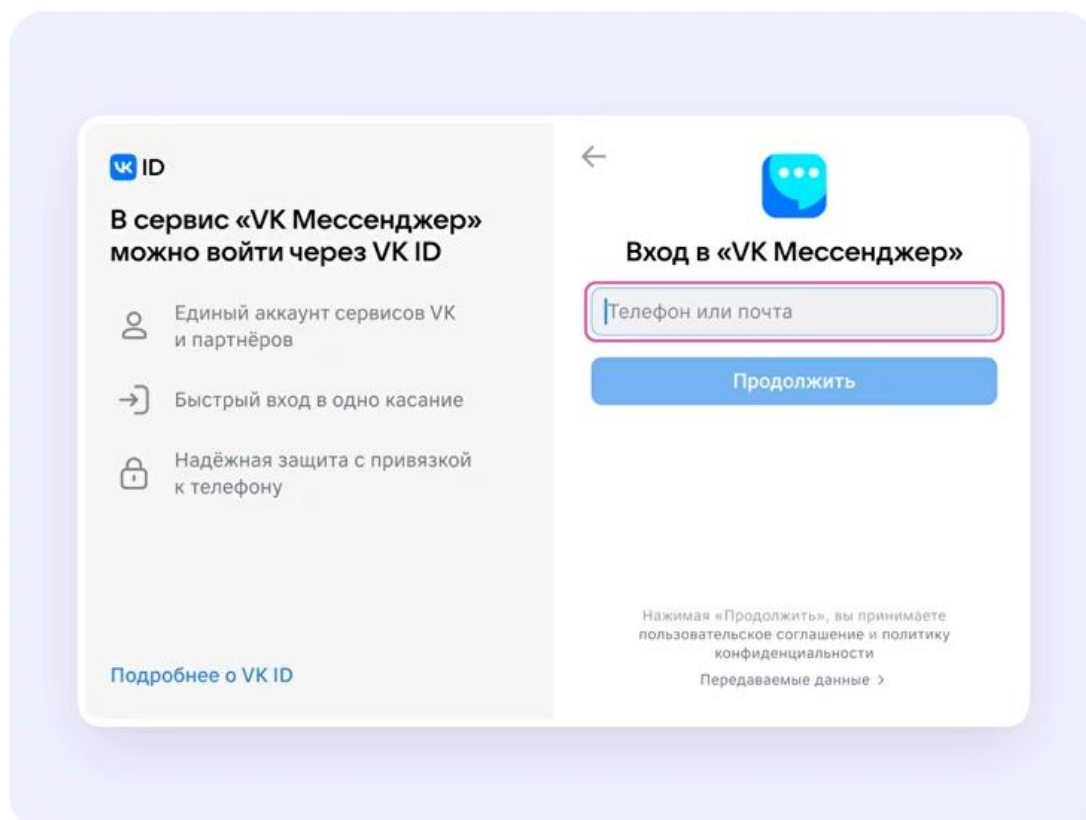 VK ID
В сервис «VK Мессенджер»
можно войти через VK ID
Единый аккаунт сервисов VK
и партнёров
Быстрый вход в одно касание
Надёжная защита с привязкой
к телефону
Подробнее о VK ID
Вход в «VK Мессенджер»
Телефон или почта
Продолжить
Нажимая «Продолжить», вы принимаете
пользовательское соглашение и политику
конфиденциальности
Передаваемые данные >